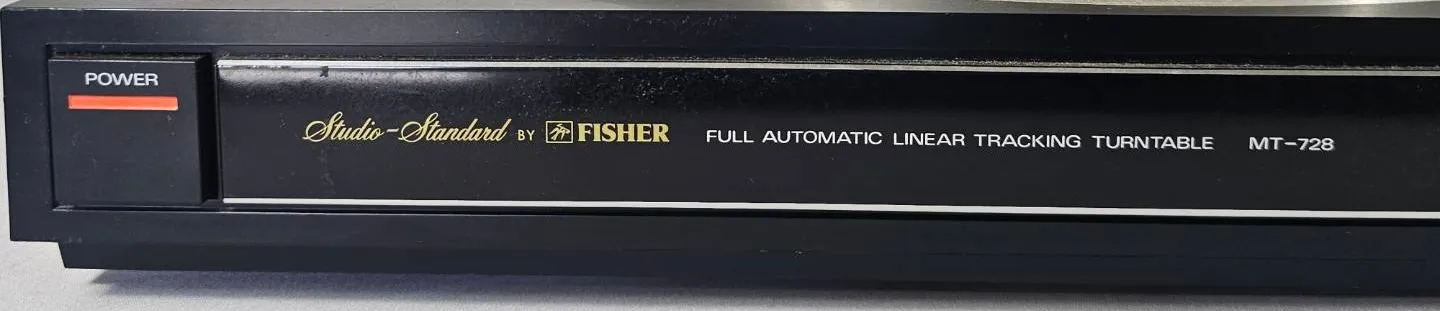 POWER
Studio-Standard BY FISHER FULL AUTOMATIC LINEAR TRACKING TURNTABLE MT-728